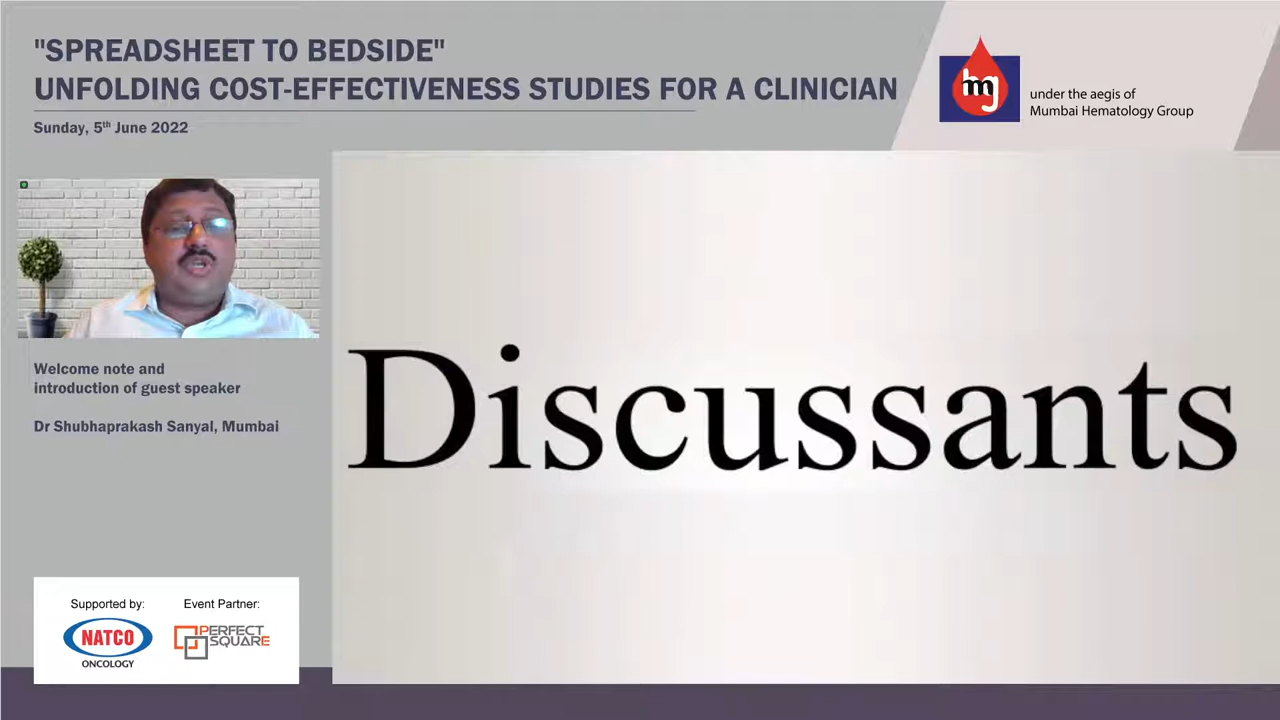 "SPREADSHEET TO BEDSIDE"
UNFOLDING COST-EFFECTIVENESS STUDIES FOR A CLINICIAN
Sunday, 5th June 2022
mg
under the aegis of
Mumbai Hematology Group
Welcome note and
introduction of guest speaker
Dr Shubhaprakash Sanyal, Mumbai
Discussants
Supported by:
Event Partner:
NATCO
ONCOLOGY
PERFECT
SQUARE